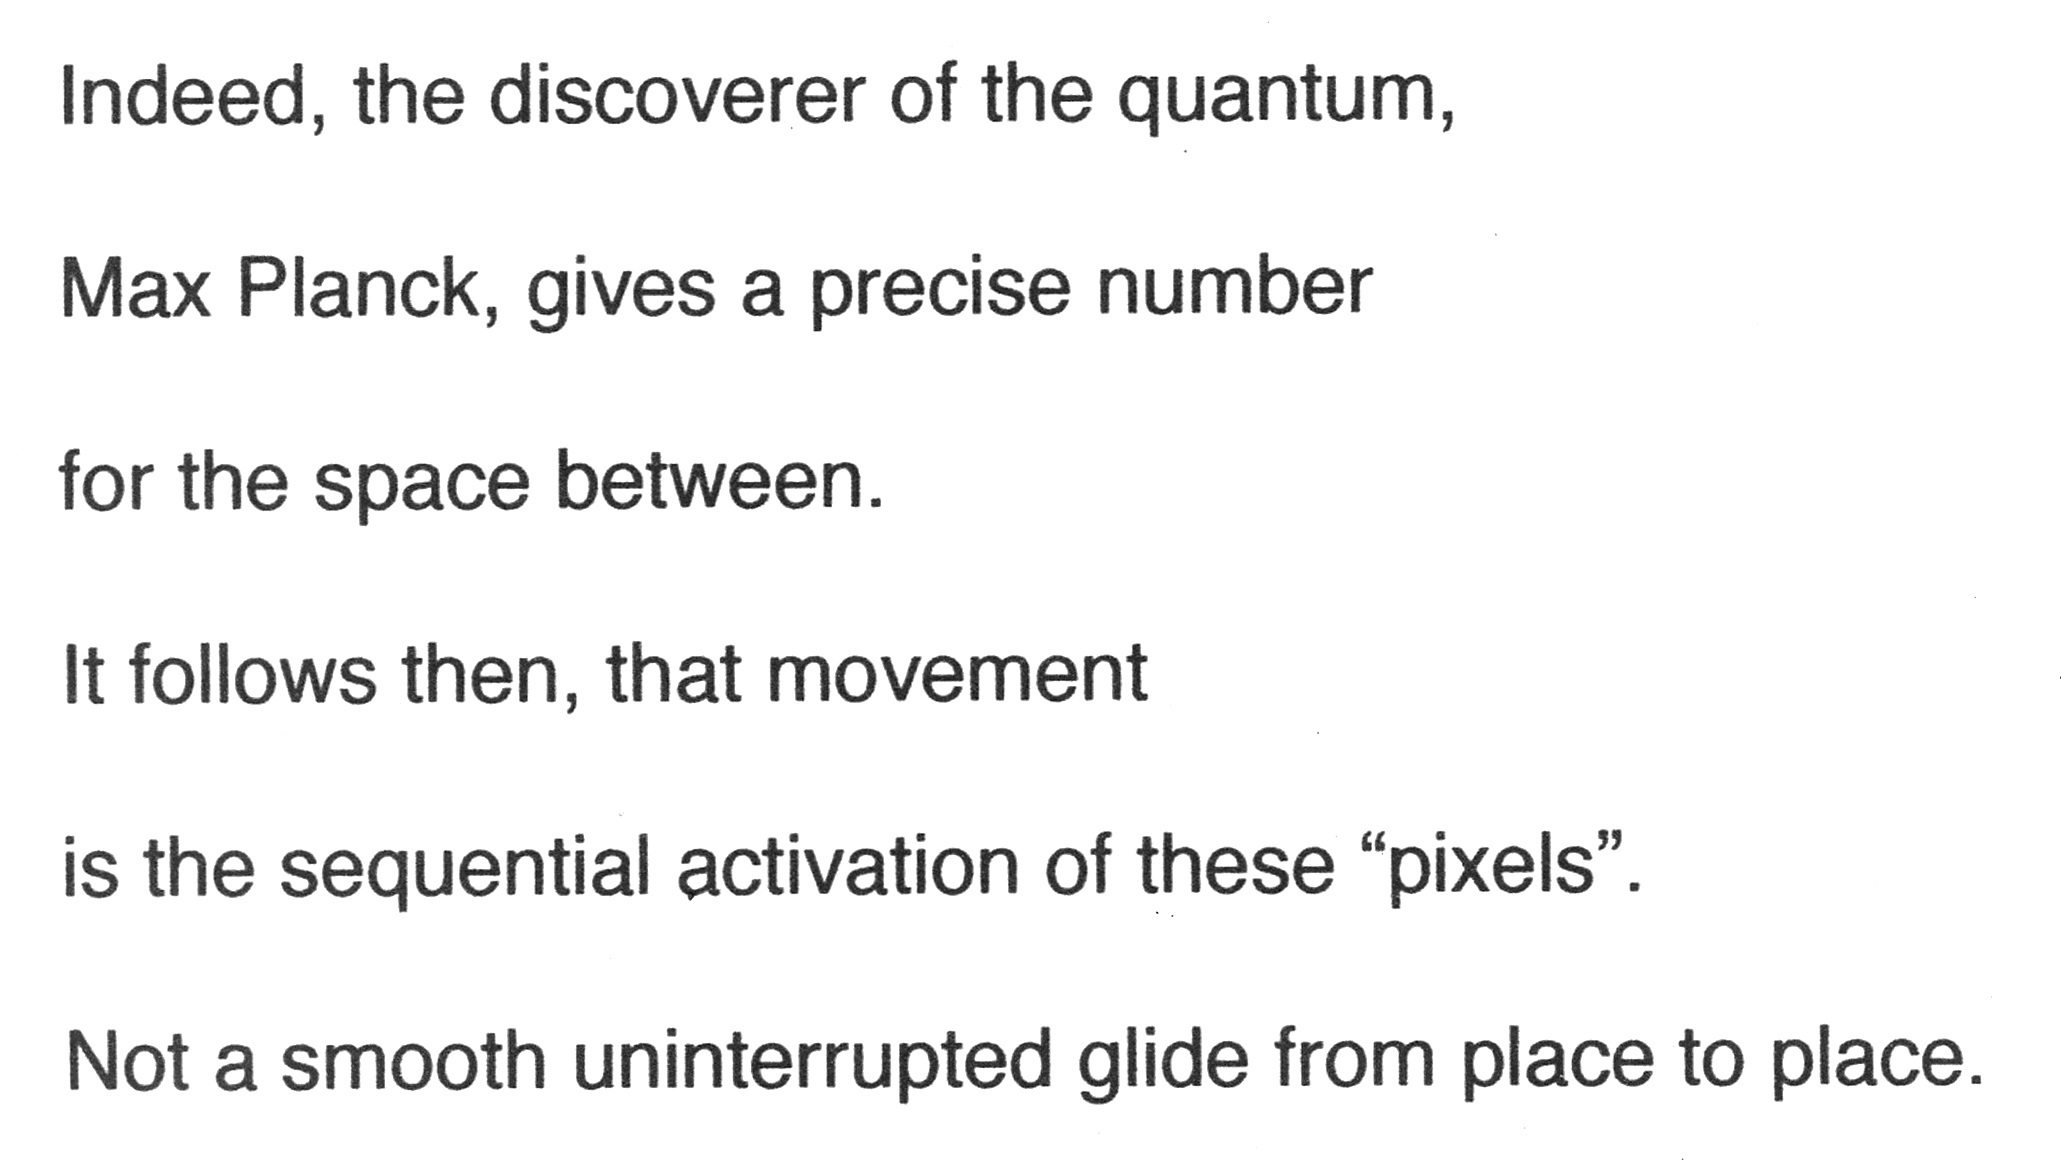 Indeed, the discoverer of the quantum,
Max Planck, gives a precise number
for the space between.
It follows then, that movement
is the sequential activation of these “pixels”.
Not a smooth uninterrupted glide from place to place.